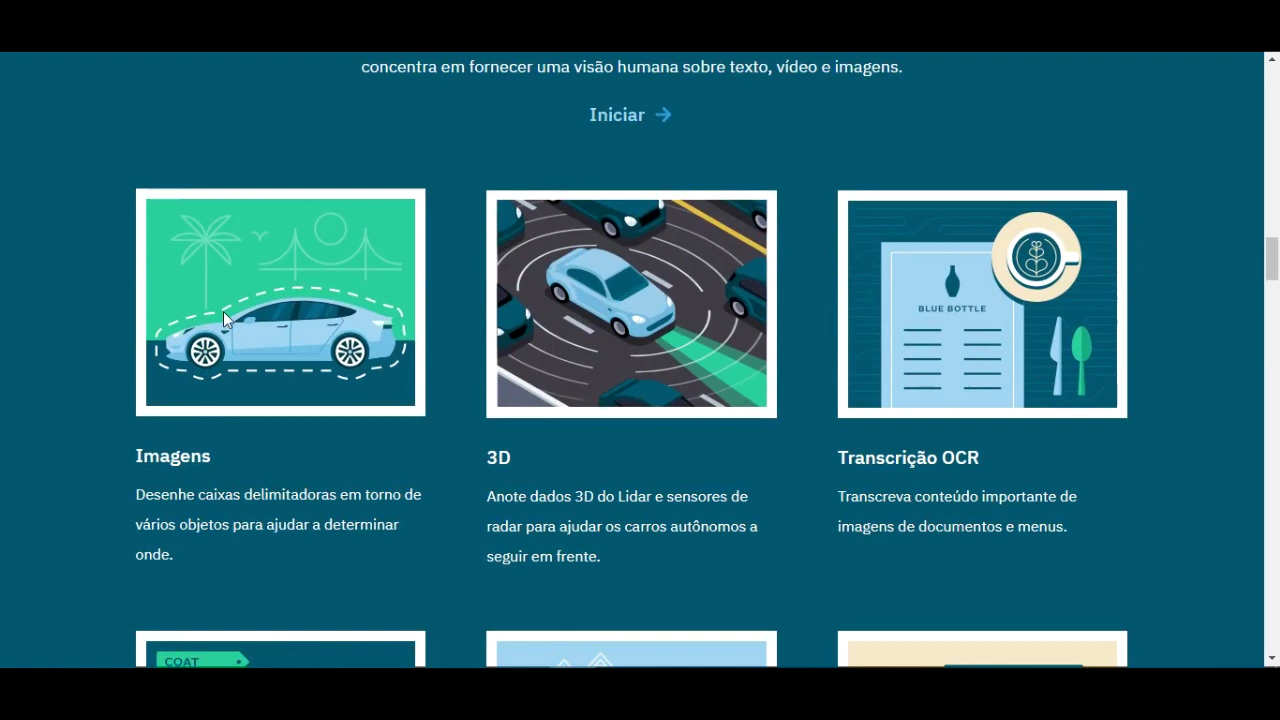 concentra em fornecer uma visão humana sobre texto, vídeo e imagens.
Iniciar →
BLUE BOTTLE
Imagens
Desenhe caixas delimitadoras em torno de
vários objetos para ajudar a determinar
onde.
3D
Anote dados 3D do Lidar e sensores de
radar para ajudar os carros autônomos a
seguir em frente.
Transcrição OCR
Transcreva conteúdo importante de
imagens de documentos e menus.
COAT